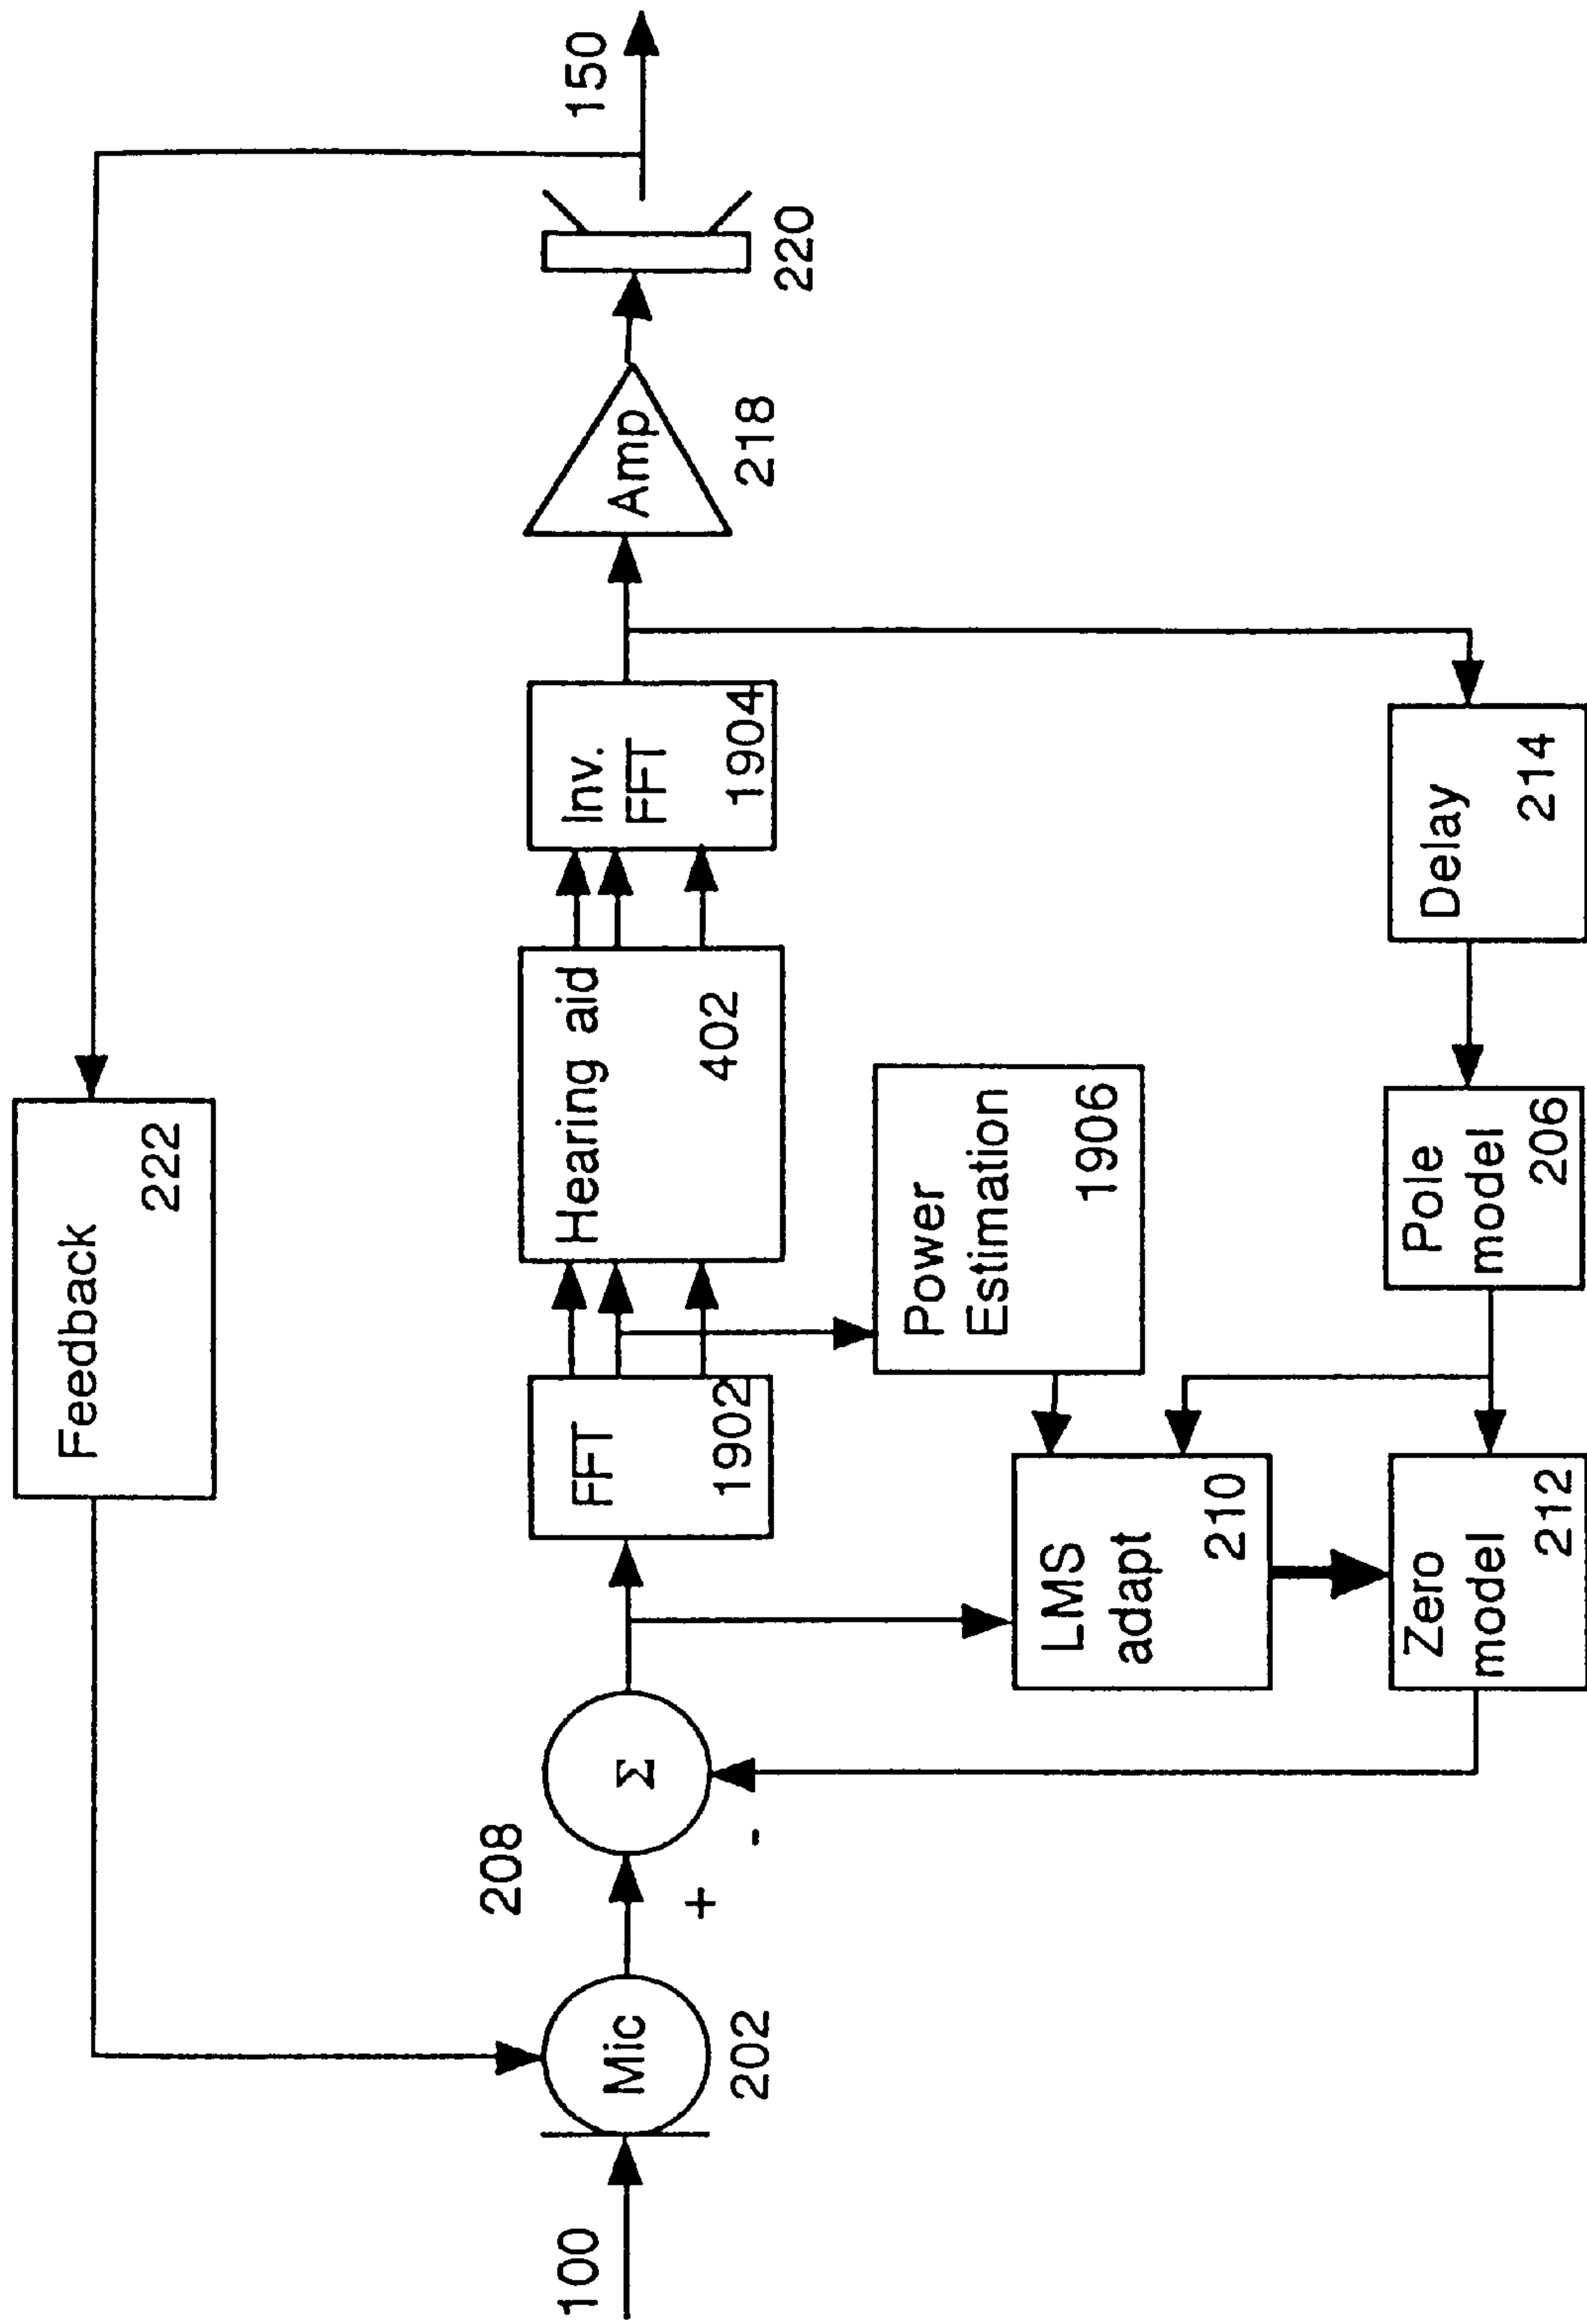 Feedback
222
100
Mic
202
208
+
-
Σ
FFT
1902
Hearing aid
402
Inv.
FFT
1904
Amp
218
220
150
Power
Estimation
1906
LMS
adapt
210
Zero
model
212
Pole
model
206
Delay
214